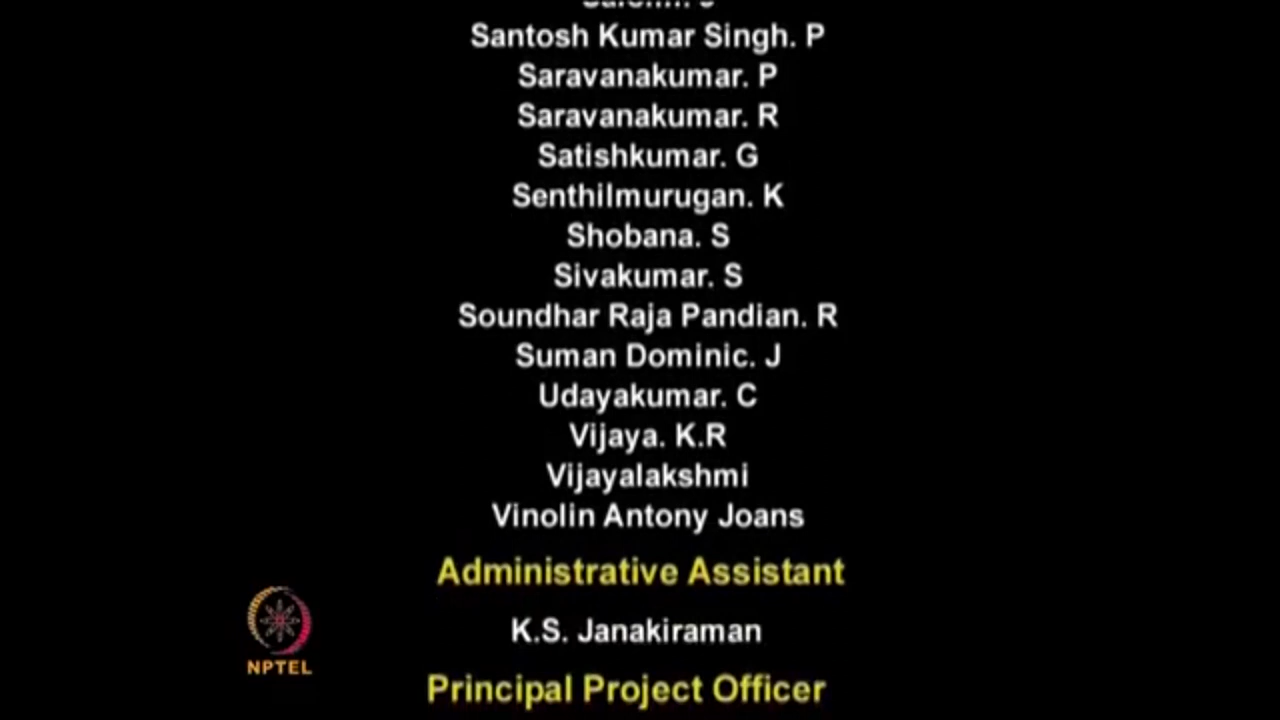 Santosh Kumar Singh. P
Saravanakumar. P
Saravanakumar. R
Satishkumar. G
Senthilmurugan. K
Shobana. S
Sivakumar. S
Soundhar Raja Pandian. R
Suman Dominic. J
Udayakumar. C
Vijaya. K.R
Vijayalakshmi
Vinolin Antony Joans
Administrative Assistant
K.S. Janakiraman
NPTEL
Principal Project Officer